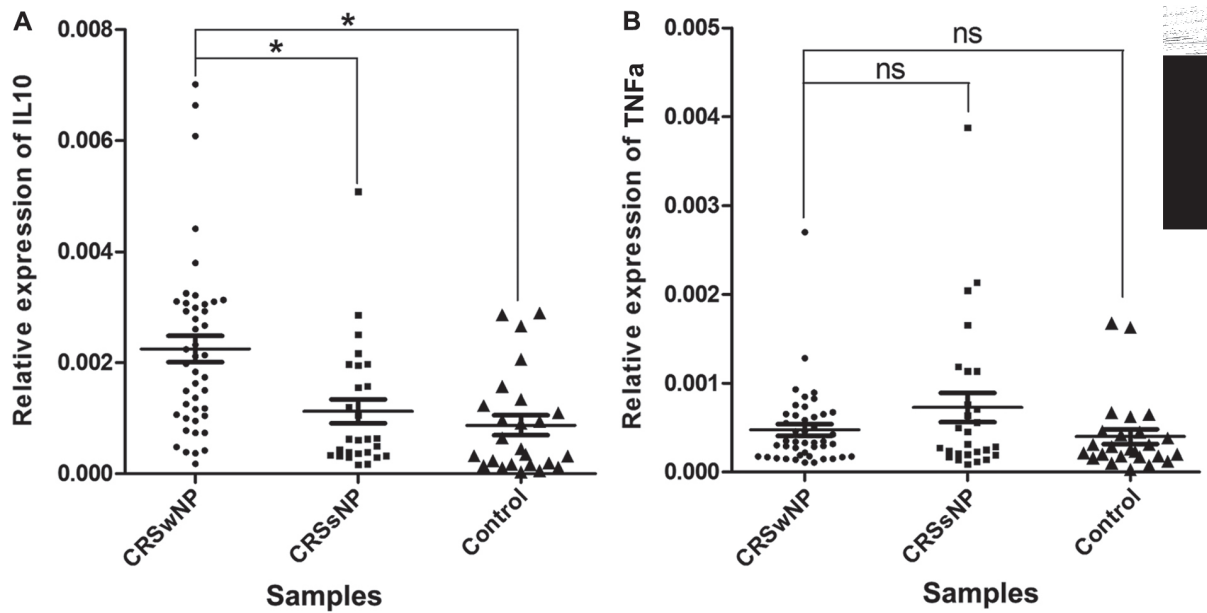 A
Relative expression of IL10
0.008
0.006
0.004
0.002
0.000
*
*
CRSwNP
CRSsNP
Control
Samples
B
Relative expression of TNFa
0.005
0.004
0.003
0.002
0.001
0.000
ns
ns
CRSwNP
CRSsNP
Control
Samples